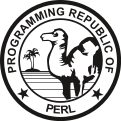 PROGRAMMING REPUBLIC OF
PERL